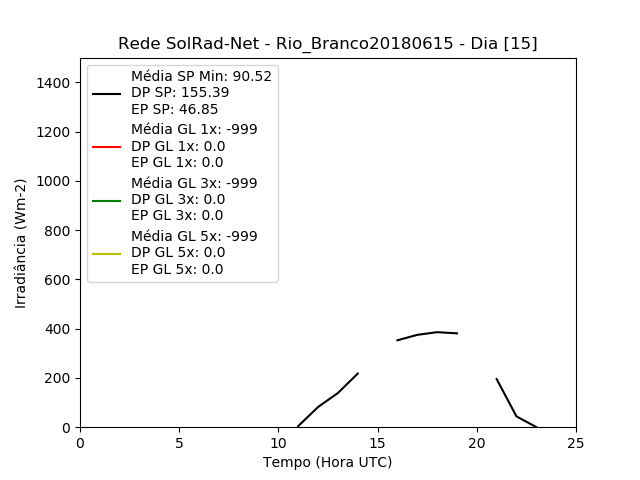 Rede SolRad-Net - Rio_Branco20180615 - Dia [15]
Média SP Min: 90.52
DP SP: 155.39
EP SP: 46.85
Média GL 1x: -999
DP GL 1x: 0.0
EP GL 1x: 0.0
Média GL 3x: -999
DP GL 3x: 0.0
EP GL 3x: 0.0
Média GL 5x: -999
DP GL 5x: 0.0
EP GL 5x: 0.0
Irradiância (Wm-2)
1400
1200
1000
800
600
400
200
0
0 5 10 15 20 25
Tempo (Hora UTC)